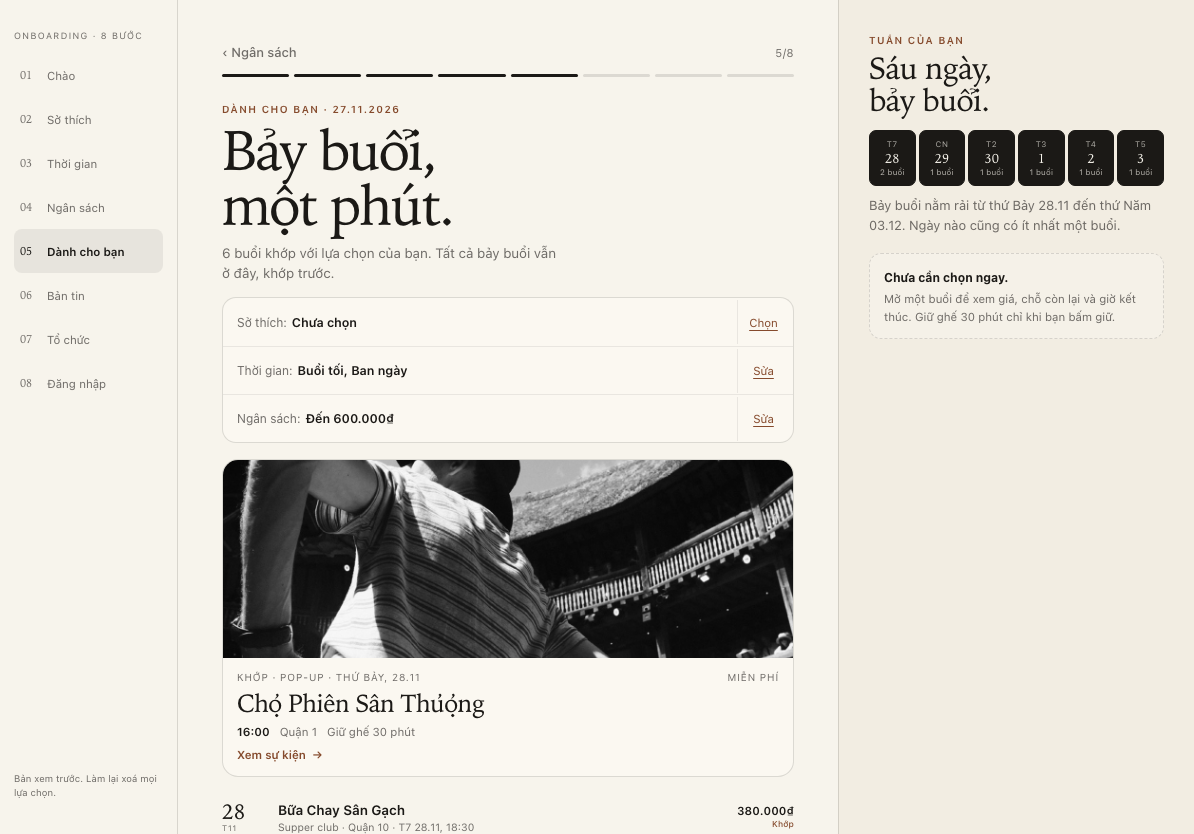 ONBOARDING · 8 BƯỚC
01 Chào
02 Sở thích
03 Thời gian
04 Ngân sách
05 Dành cho bạn
06 Bản tin
07 Tổ chức
08 Đăng nhập
Bản xem trước. Làm lại xoá mọi
lựa chọn.
‹ Ngân sách 5/8
DÀNH CHO BẠN · 27.11.2026
Bảy buổi,
một phút.
6 buổi khớp với lựa chọn của bạn. Tất cả bảy buổi vẫn
ở đây, khớp trước.
Sở thích: Chưa chọn Chọn
Thời gian: Buổi tối, Ban ngày Sửa
Ngân sách: Đến 600.000₫ Sửa
KHỚP · POP-UP · THỨ BẢY, 28.11 MIỄN PHÍ
Chợ Phiên Sân Thượng
16:00 Quận 1 Giữ ghế 30 phút
Xem sự kiện →
28 Bữa Chay Sân Gạch 380.000₫
T11 Supper club · Quận 10 · T7 28.11, 18:30 Khớp
TUẦN CỦA BẠN
Sáu ngày,
bảy buổi.
T7 CN T2 T3 T4 T5
28 29 30 1 2 3
2 buổi 1 buổi 1 buổi 1 buổi 1 buổi 1 buổi
Bảy buổi nằm rải từ thứ Bảy 28.11 đến thứ Năm
03.12. Ngày nào cũng có ít nhất một buổi.
Chưa cần chọn ngay.
Mở một buổi để xem giá, chỗ còn lại và giờ kết
thúc. Giữ ghế 30 phút chỉ khi bạn bấm giữ.